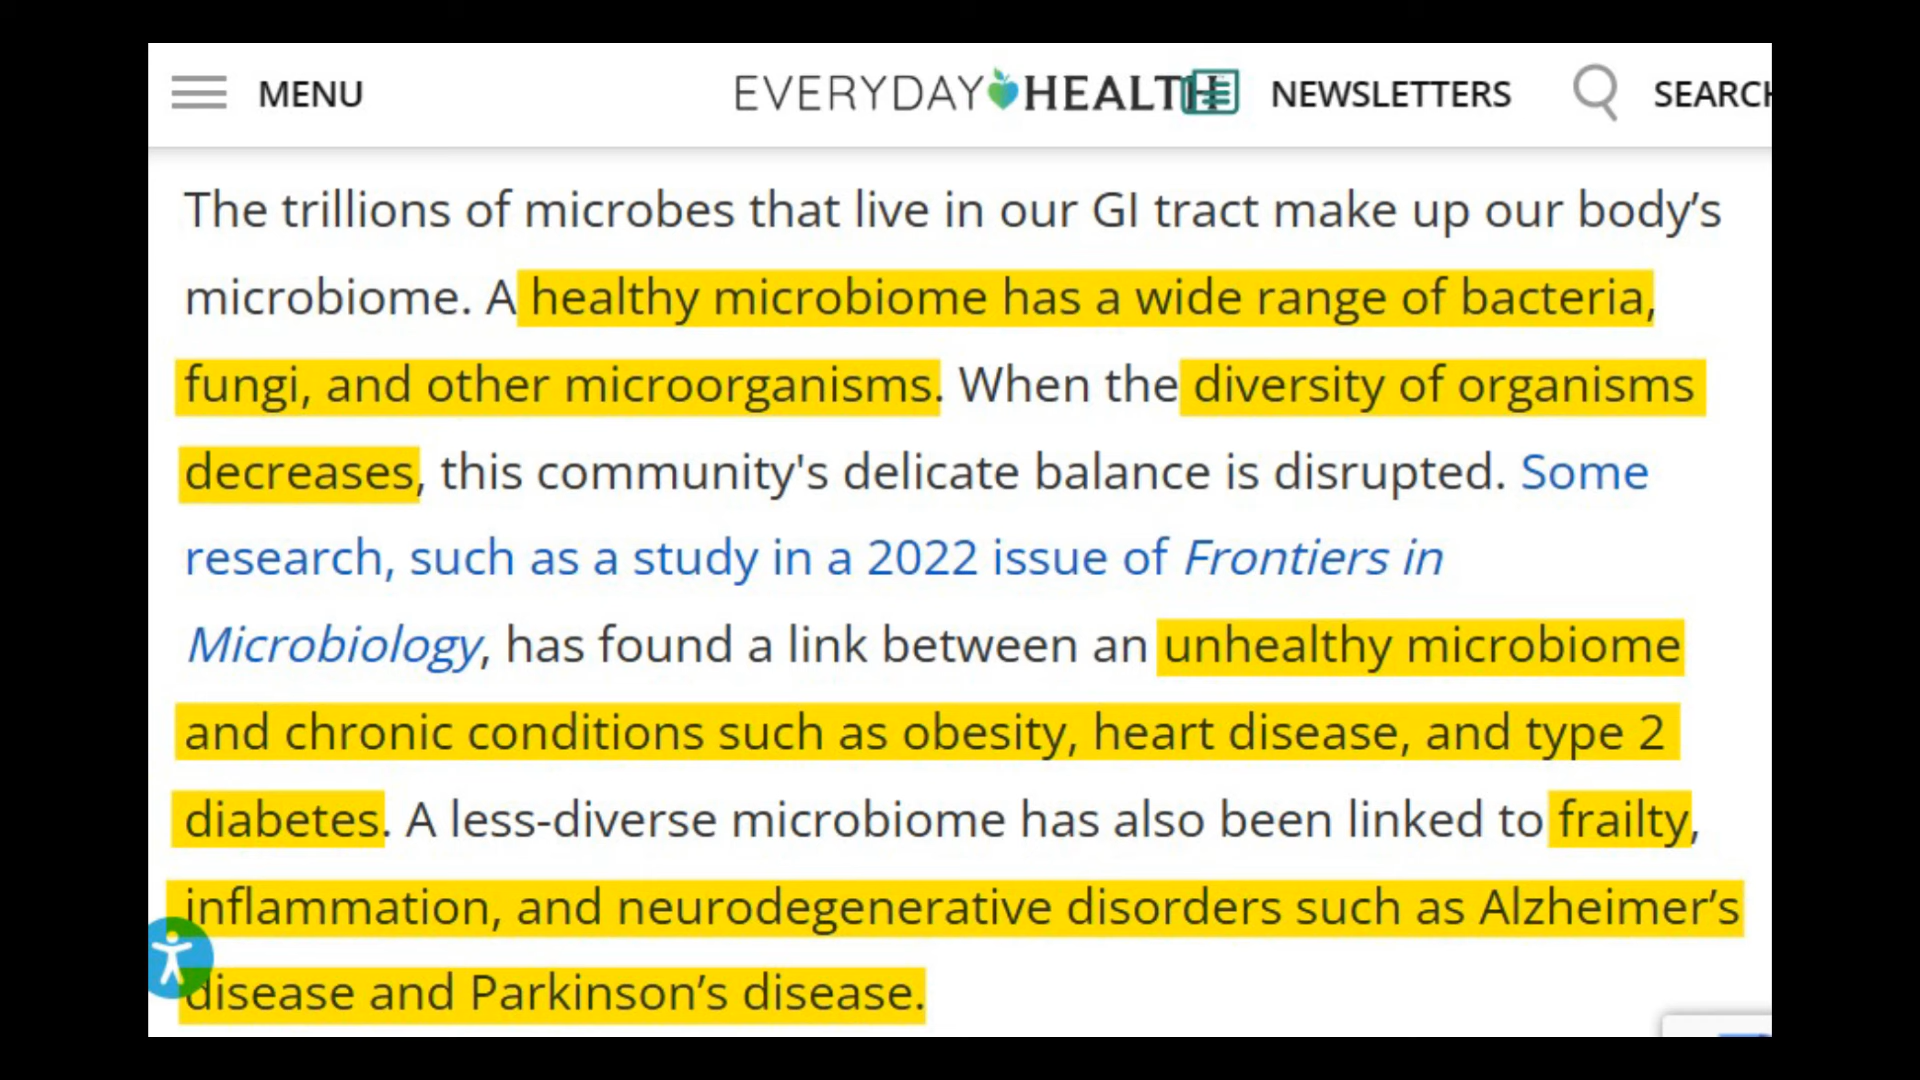 MENU EVERYDAY HEALTH NEWSLETTERS SEARCH
The trillions of microbes that live in our GI tract make up our body’s
microbiome. A healthy microbiome has a wide range of bacteria,
fungi, and other microorganisms. When the diversity of organisms
decreases, this community's delicate balance is disrupted. Some
research, such as a study in a 2022 issue of Frontiers in
Microbiology, has found a link between an unhealthy microbiome
and chronic conditions such as obesity, heart disease, and type 2
diabetes. A less-diverse microbiome has also been linked to frailty,
inflammation, and neurodegenerative disorders such as Alzheimer’s
disease and Parkinson’s disease.